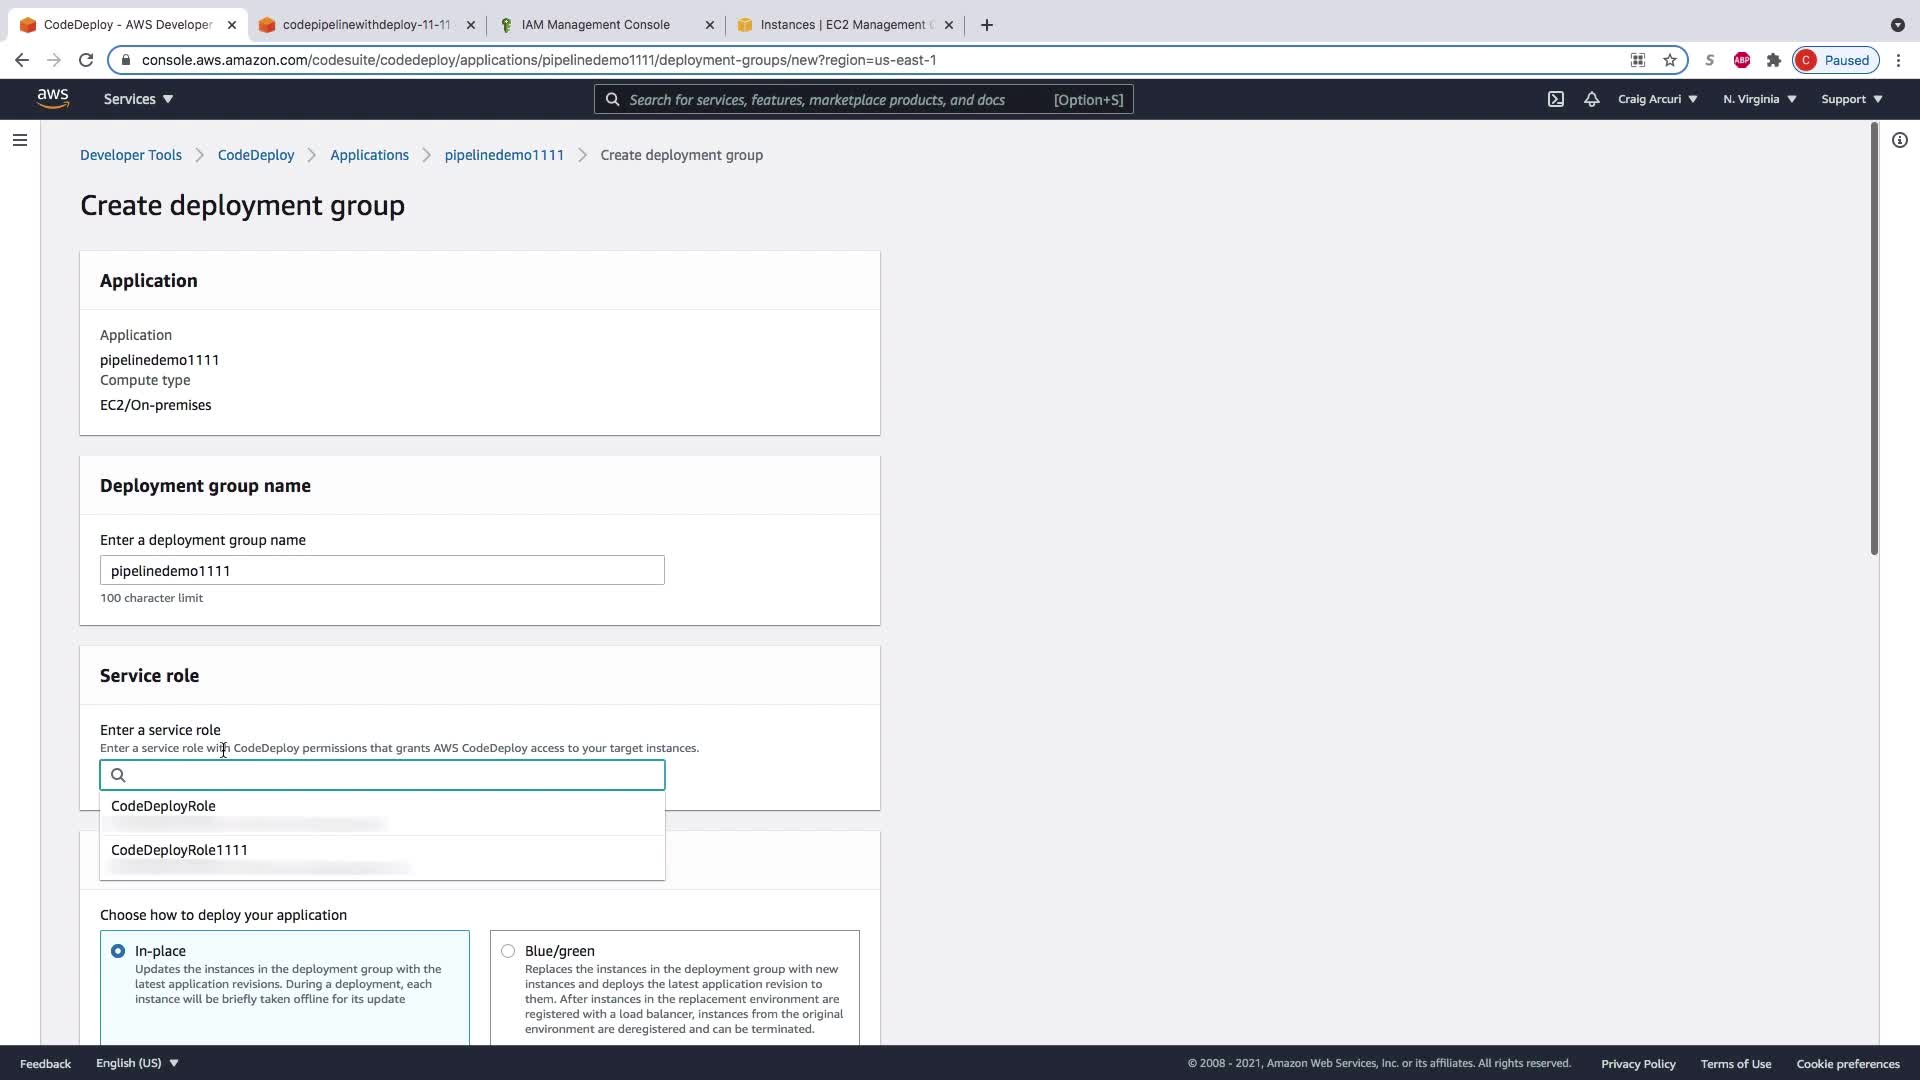 CodeDeploy - AWS Developer
codepipelinewithdeploy-11-11
IAM Management Console
Instances | EC2 Management C
console.aws.amazon.com/codesuite/codedeploy/applications/pipelinedemo1111/deployment-groups/new?region=us-east-1
S
ABP
C
Paused
aws
Services
Search for services, features, marketplace products, and docs
[Option+S]
Craig Arcuri
N. Virginia
Support
Developer Tools
CodeDeploy
Applications
pipelinedemo1111
Create deployment group
Create deployment group
Application
Application
pipelinedemo1111
Compute type
EC2/On-premises
Deployment group name
Enter a deployment group name
pipelinedemo1111
100 character limit
Service role
Enter a service role
Enter a service role with CodeDeploy permissions that grants AWS CodeDeploy access to your target instances.
CodeDeployRole
CodeDeployRole1111
Choose how to deploy your application
In-place
Updates the instances in the deployment group with the
latest application revisions. During a deployment, each
instance will be briefly taken offline for its update
Blue/green
Replaces the instances in the deployment group with new
instances and deploys the latest application revision to
them. After instances in the replacement environment are
registered with a load balancer, instances from the original
environment are deregistered and can be terminated.
Feedback
English (US)
© 2008 - 2021, Amazon Web Services, Inc. or its affiliates. All rights reserved.
Privacy Policy
Terms of Use
Cookie preferences